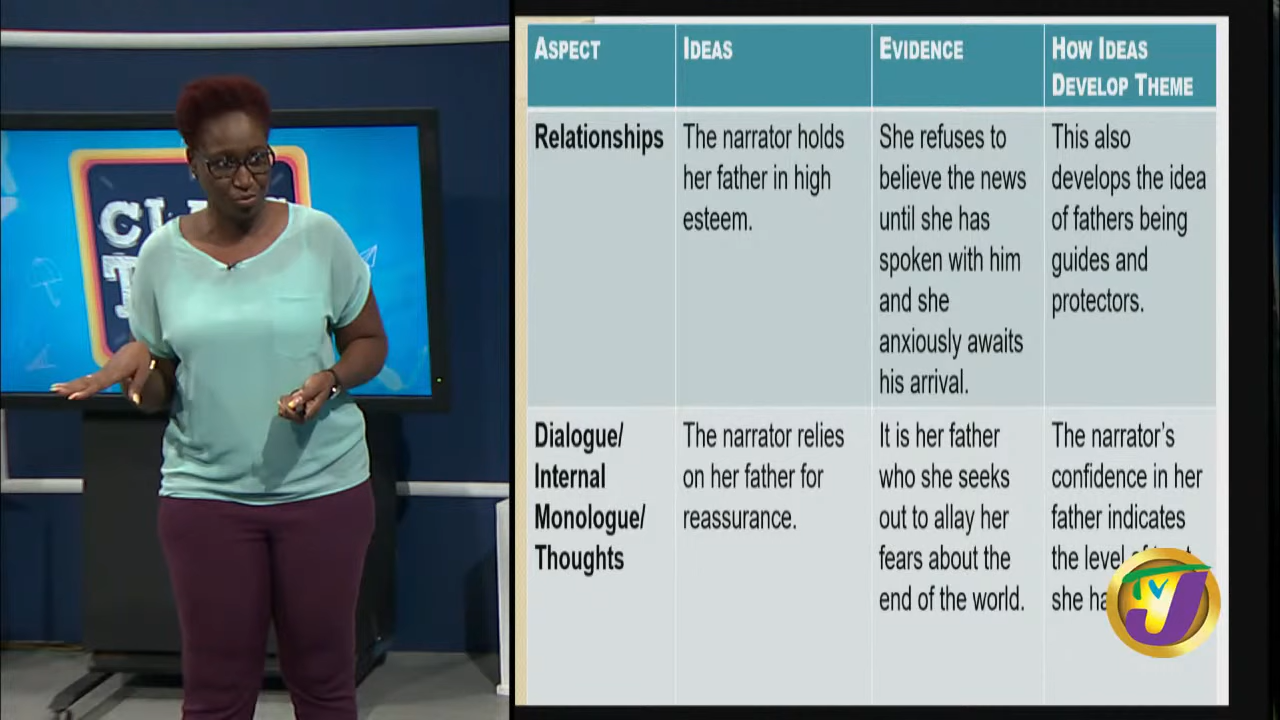 ASPECT
IDEAS
EVIDENCE
HOW IDEAS
DEVELOP THEME
Relationships
The narrator holds
her father in high
esteem.
She refuses to
believe the news
until she has
spoken with him
and she
anxiously awaits
his arrival.
This also
develops the idea
of fathers being
guides and
protectors.
Dialogue/
Internal
Monologue/
Thoughts
The narrator relies
on her father for
reassurance.
It is her father
who she seeks
out to allay her
fears about the
end of the world.
The narrator's
confidence in her
father indicates
the level
she
TVJ